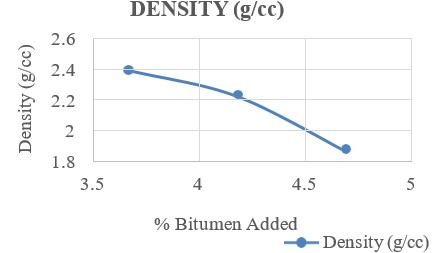 DENSITY (g/cc)
Density (g/cc)
2.6
2.4
2.2
2
1.8
3.5 4 4.5 5
% Bitumen Added
Density (g/cc)